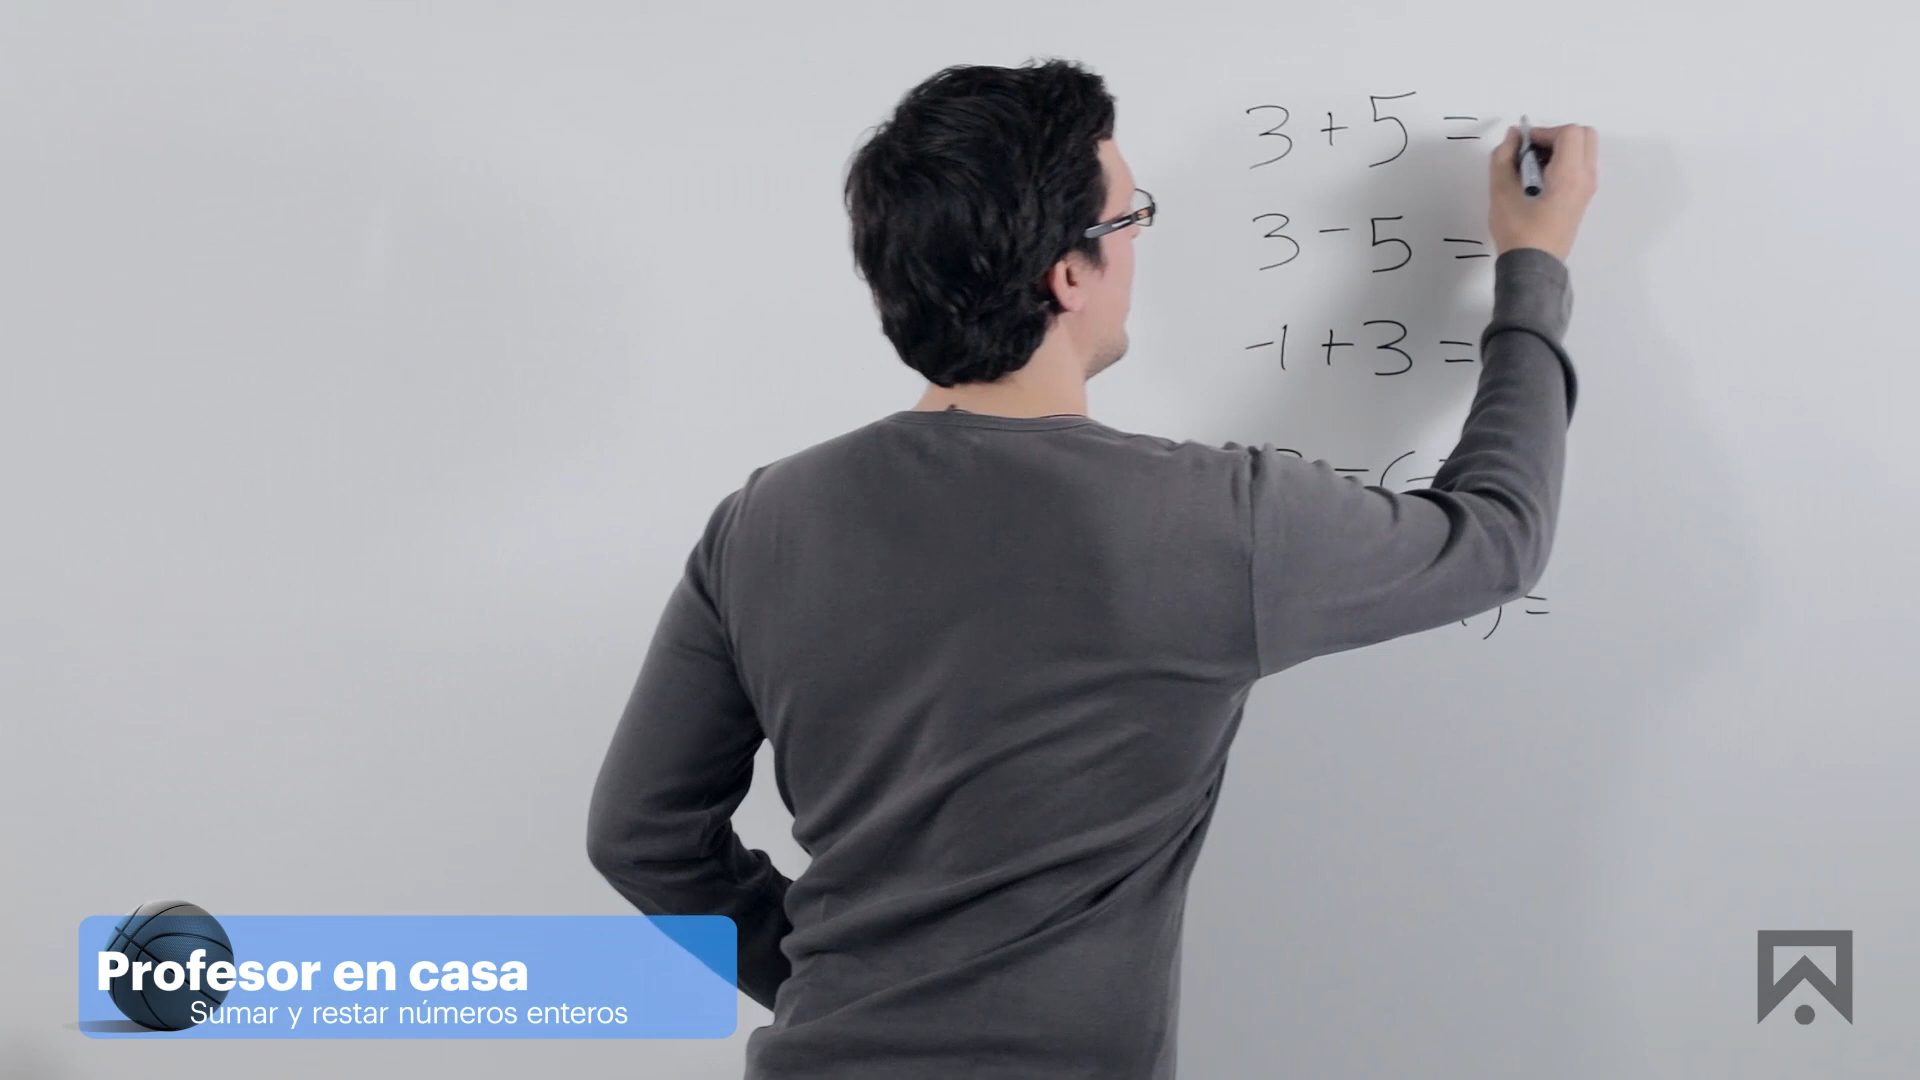 3 + 5 =
3 - 5 =
-1 + 3 =
) =
Profesor en casa
Sumar y restar números enteros